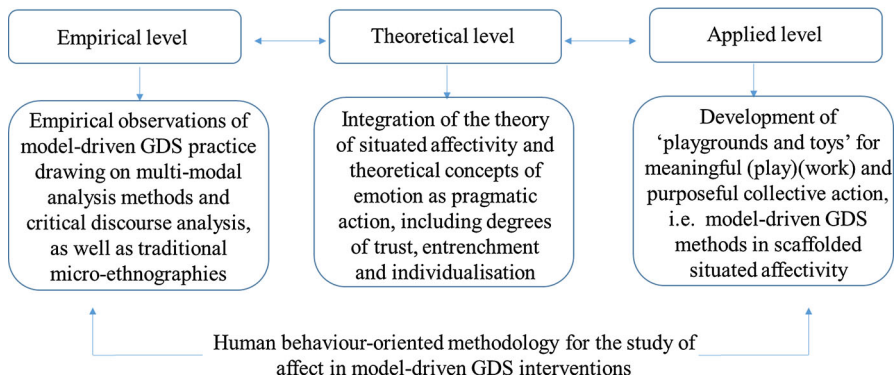 Empirical level
Theoretical level
Applied level
Empirical observations of
model-driven GDS practice
drawing on multi-modal
analysis methods and
critical discourse analysis,
as well as traditional
micro-ethnographies
Integration of the theory
of situated affectivity and
theoretical concepts of
emotion as pragmatic
action, including degrees
of trust, entrenchment
and individualisation
Development of
‘playgrounds and toys’ for
meaningful (play)(work) and
purposeful collective action,
i.e. model-driven GDS
methods in scaffolded
situated affectivity
Human behaviour-oriented methodology for the study of
affect in model-driven GDS interventions